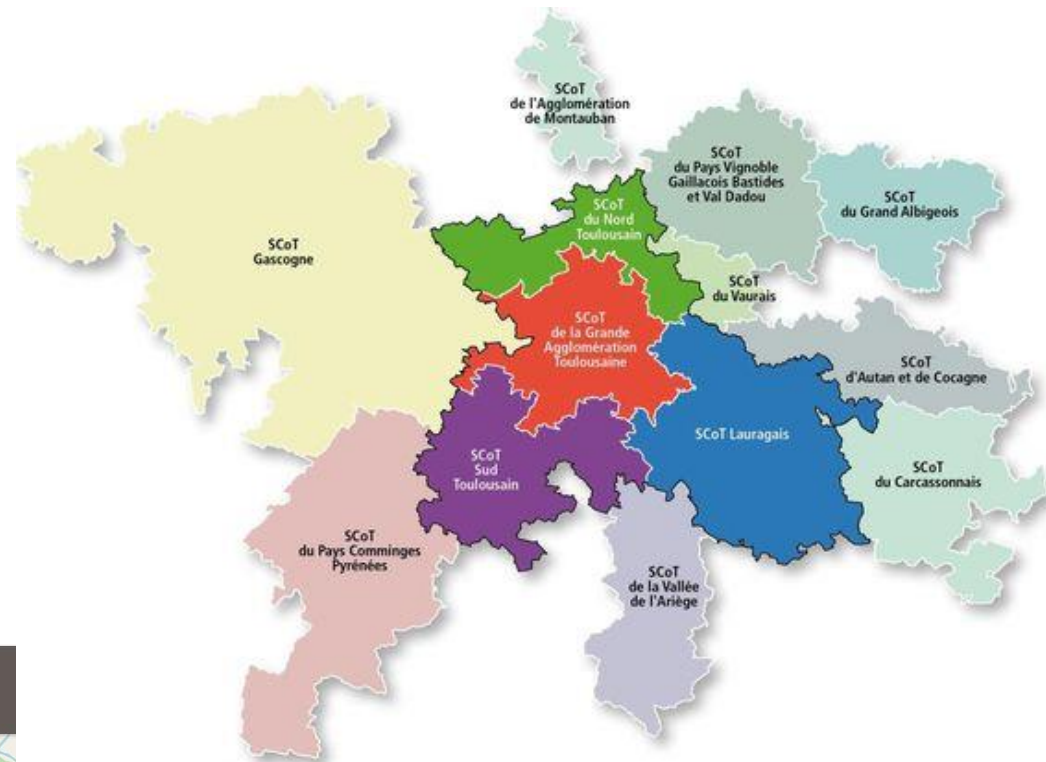 SCoT
de l'Agglomération
de Montauban
SCoT
du Pays Vignoble
Gaillacois Bastides
et Val Dadou
SCoT
du Grand Albigeois
SCoT
du Nord
Toulousain
SCoT
Gascogne
SCoT
du Vaurais
SCoT
de la Grande
Agglomération
Toulousaine
SCoT
d'Autan et de Cocagne
SCoT Lauragais
SCoT
Sud
Toulousain
SCoT
du Carcassonnais
SCoT
du Pays Comminges
Pyrénées
SCoT
de la Vallée
de l'Ariège